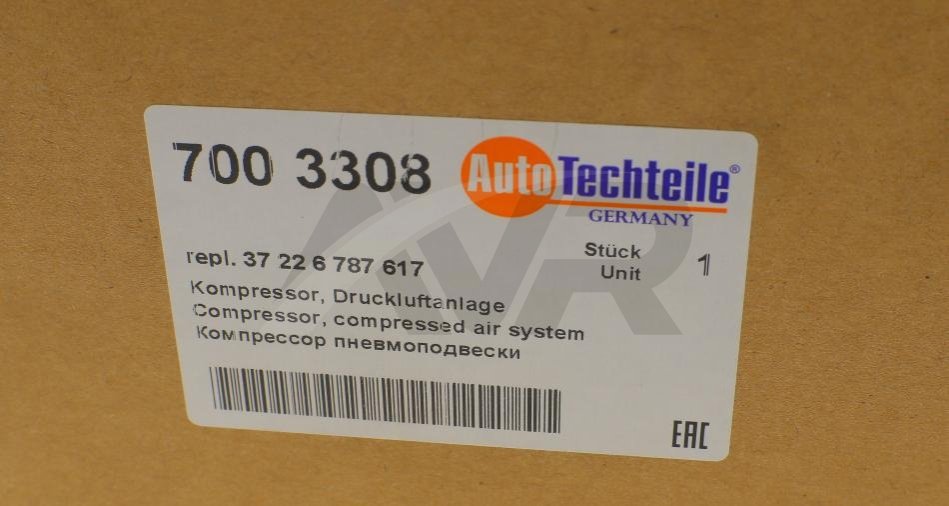 700 3308
AutoTechteile®
GERMANY
repl. 37 22 6 787 617
Stück
Unit
1
Kompressor, Druckluftanlage
Compressor, compressed air system
Компрессор пневмоподвески
EAC
AVR